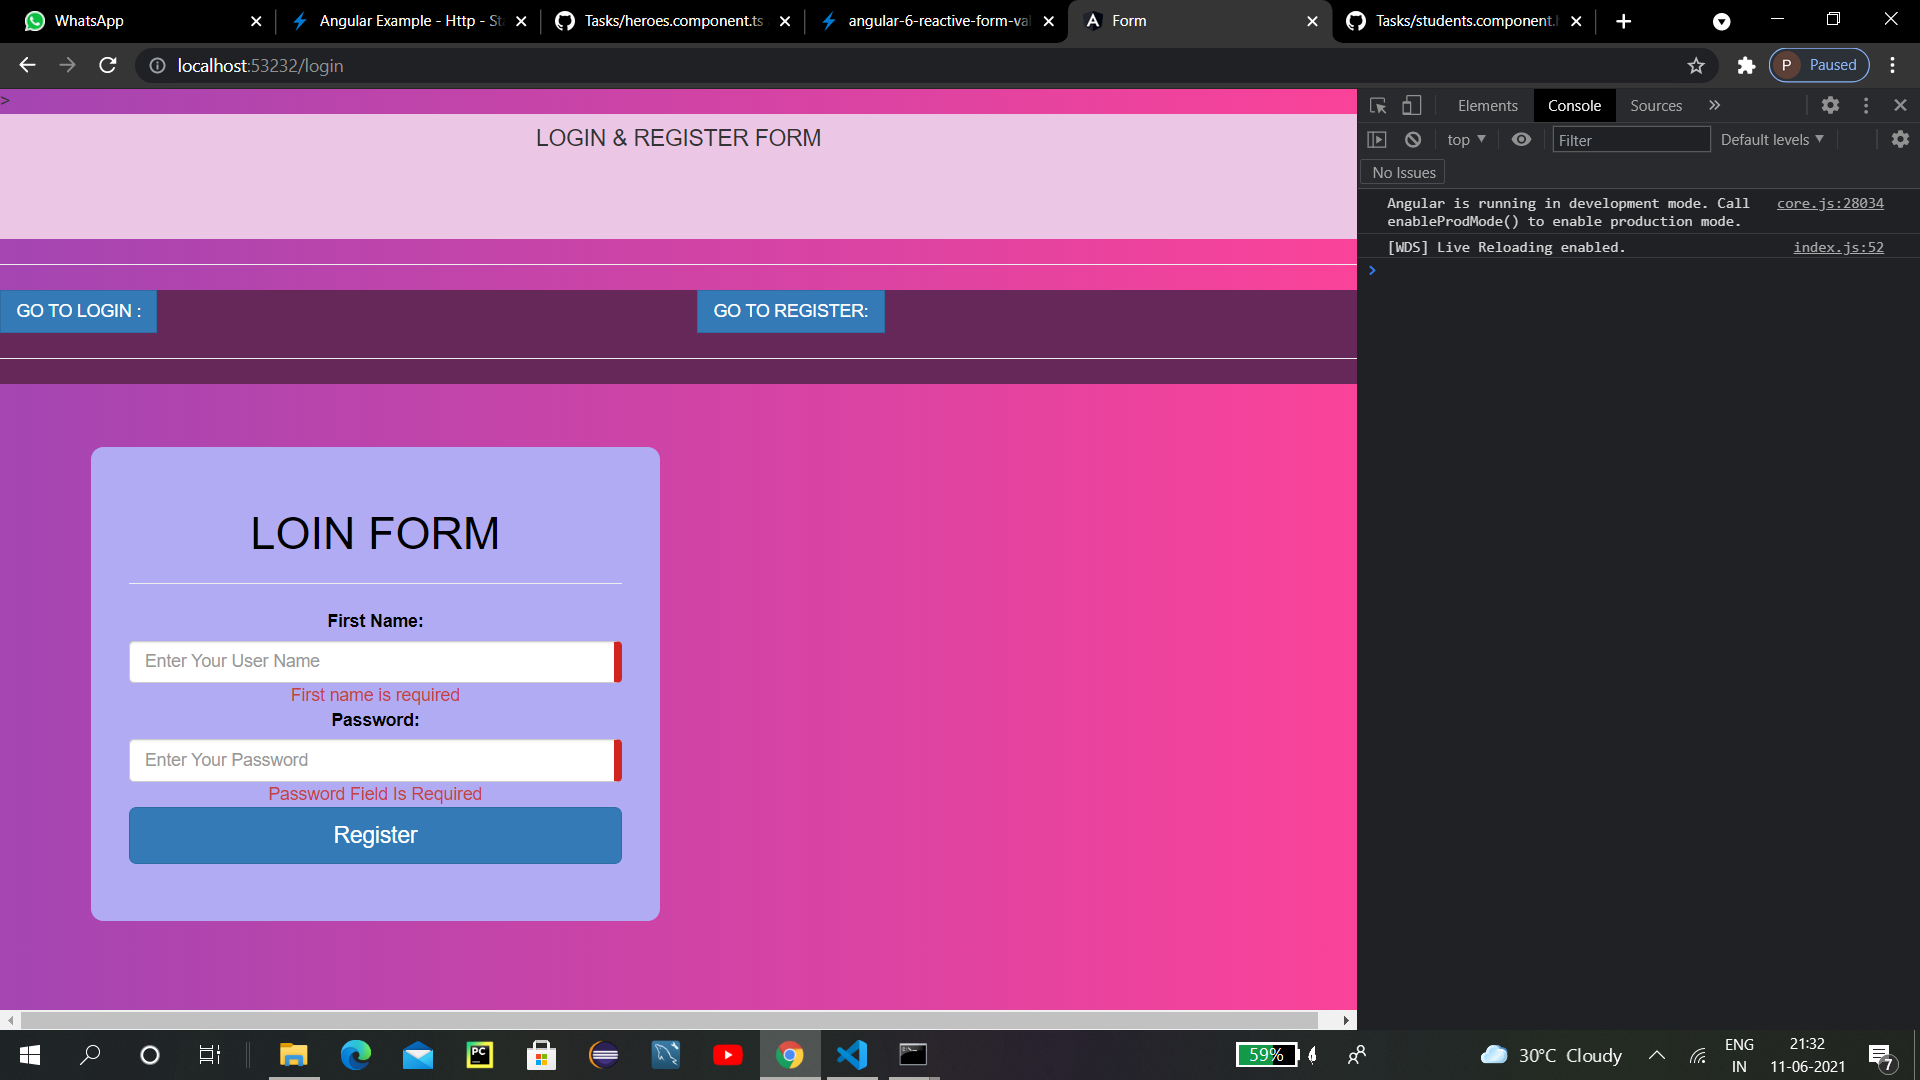 WhatsApp
Angular Example - Http - St
Tasks/heroes.component.ts
angular-6-reactive-form-val
Form
Tasks/students.component.h
localhost:53232/login
P Paused
>
LOGIN & REGISTER FORM
GO TO LOGIN :
GO TO REGISTER:
LOIN FORM
First Name:
Enter Your User Name
First name is required
Password:
Enter Your Password
Password Field Is Required
Register
Elements
Console
Sources
»
top
Filter
Default levels
No Issues
Angular is running in development mode. Call
enableProdMode() to enable production mode.
core.js:28034
[WDS] Live Reloading enabled.
index.js:52
PC
59%
30°C Cloudy
ENG
IN
21:32
11-06-2021
7